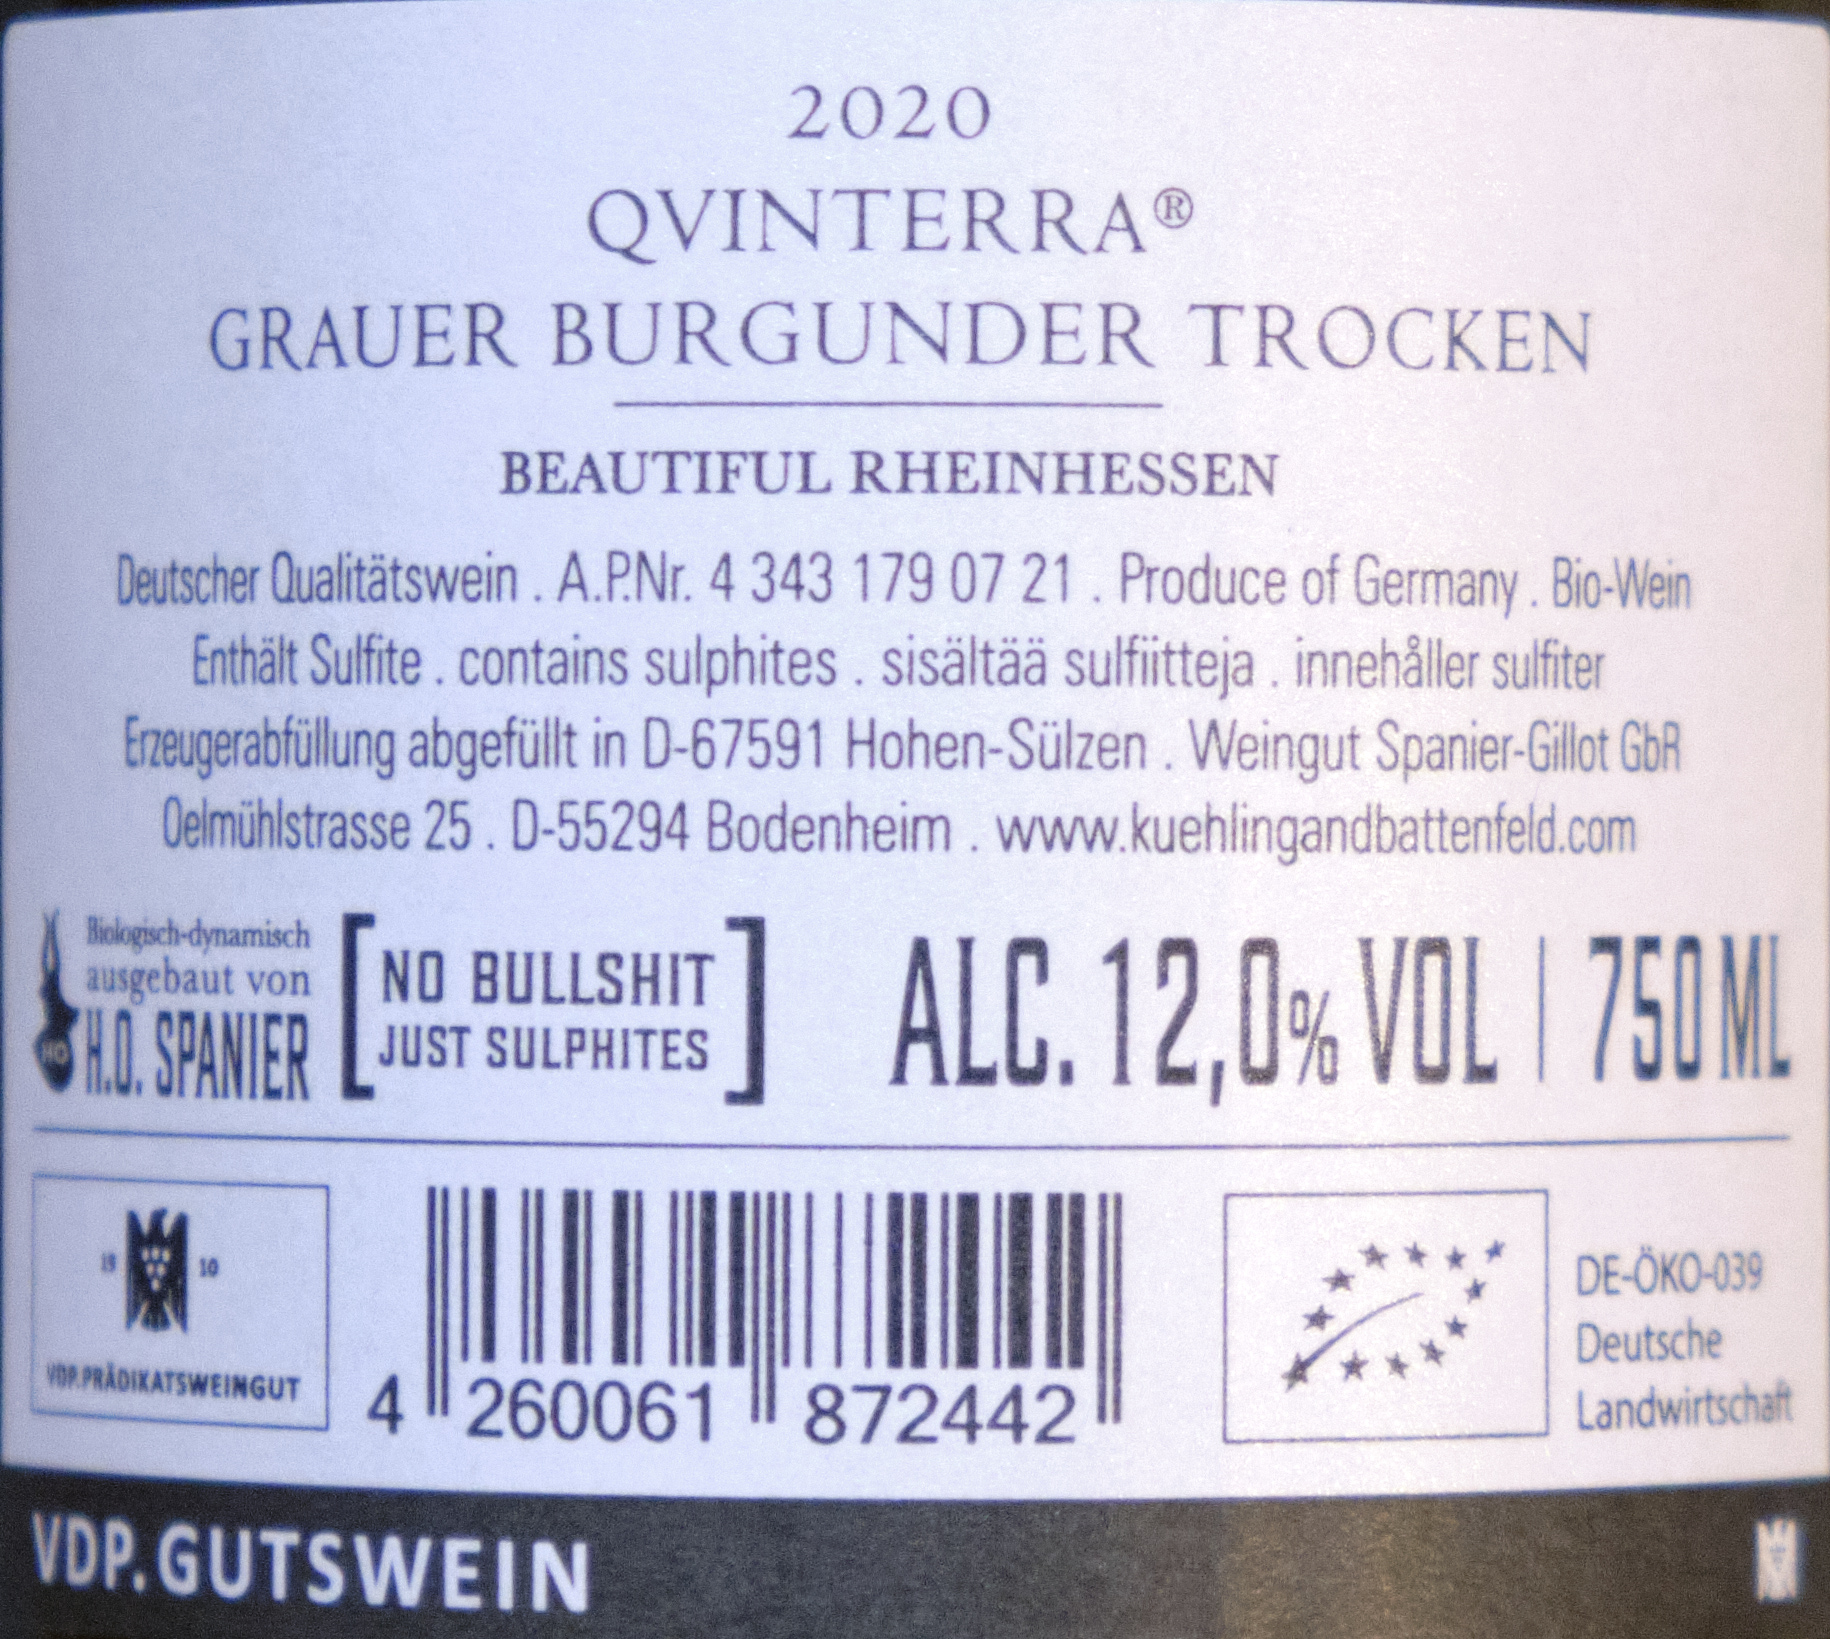 2020
QVINTERRA®
GRAUER BURGUNDER TROCKEN
BEAUTIFUL RHEINHESSEN
Deutscher Qualitätswein . A.P.Nr. 4 343 179 07 21 . Produce of Germany . Bio-Wein
Enthält Sulfite . contains sulphites . sisältää sulfiitteja . innehåller sulfiter
Erzeugerabfüllung abgefüllt in D-67591 Hohen-Sülzen . Weingut Spanier-Gillot GbR
Oelmühlstrasse 25 . D-55294 Bodenheim . www.kuehlingandbattenfeld.com
Biologisch-dynamisch
ausgebaut von
HO H.O. SPANIER
[NO BULLSHIT
JUST SULPHITES]
ALC. 12,0% VOL | 750 ML
19 10
VDP.PRÄDIKATSWEINGUT
4 260061 872442
DE-ÖKO-039
Deutsche
Landwirtschaft
VDP.GUTSWEIN